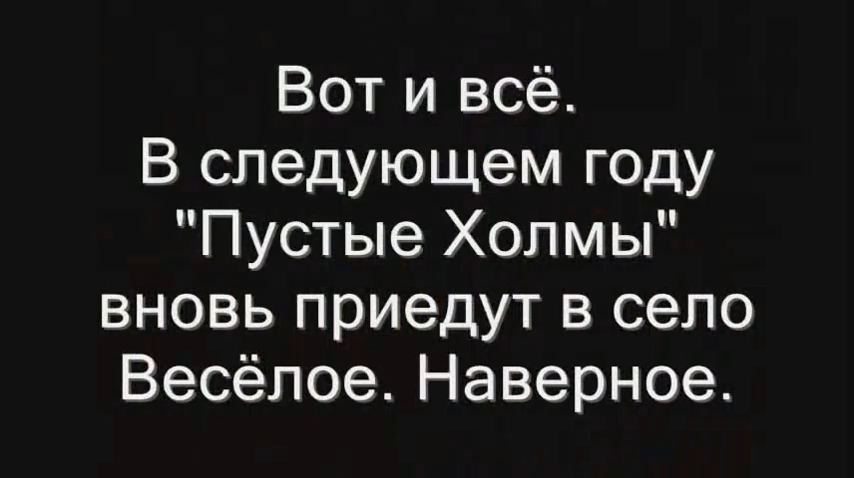 Вот и всё.
В следующем году
"Пустые Холмы"
вновь приедут в село
Весёлое. Наверное.